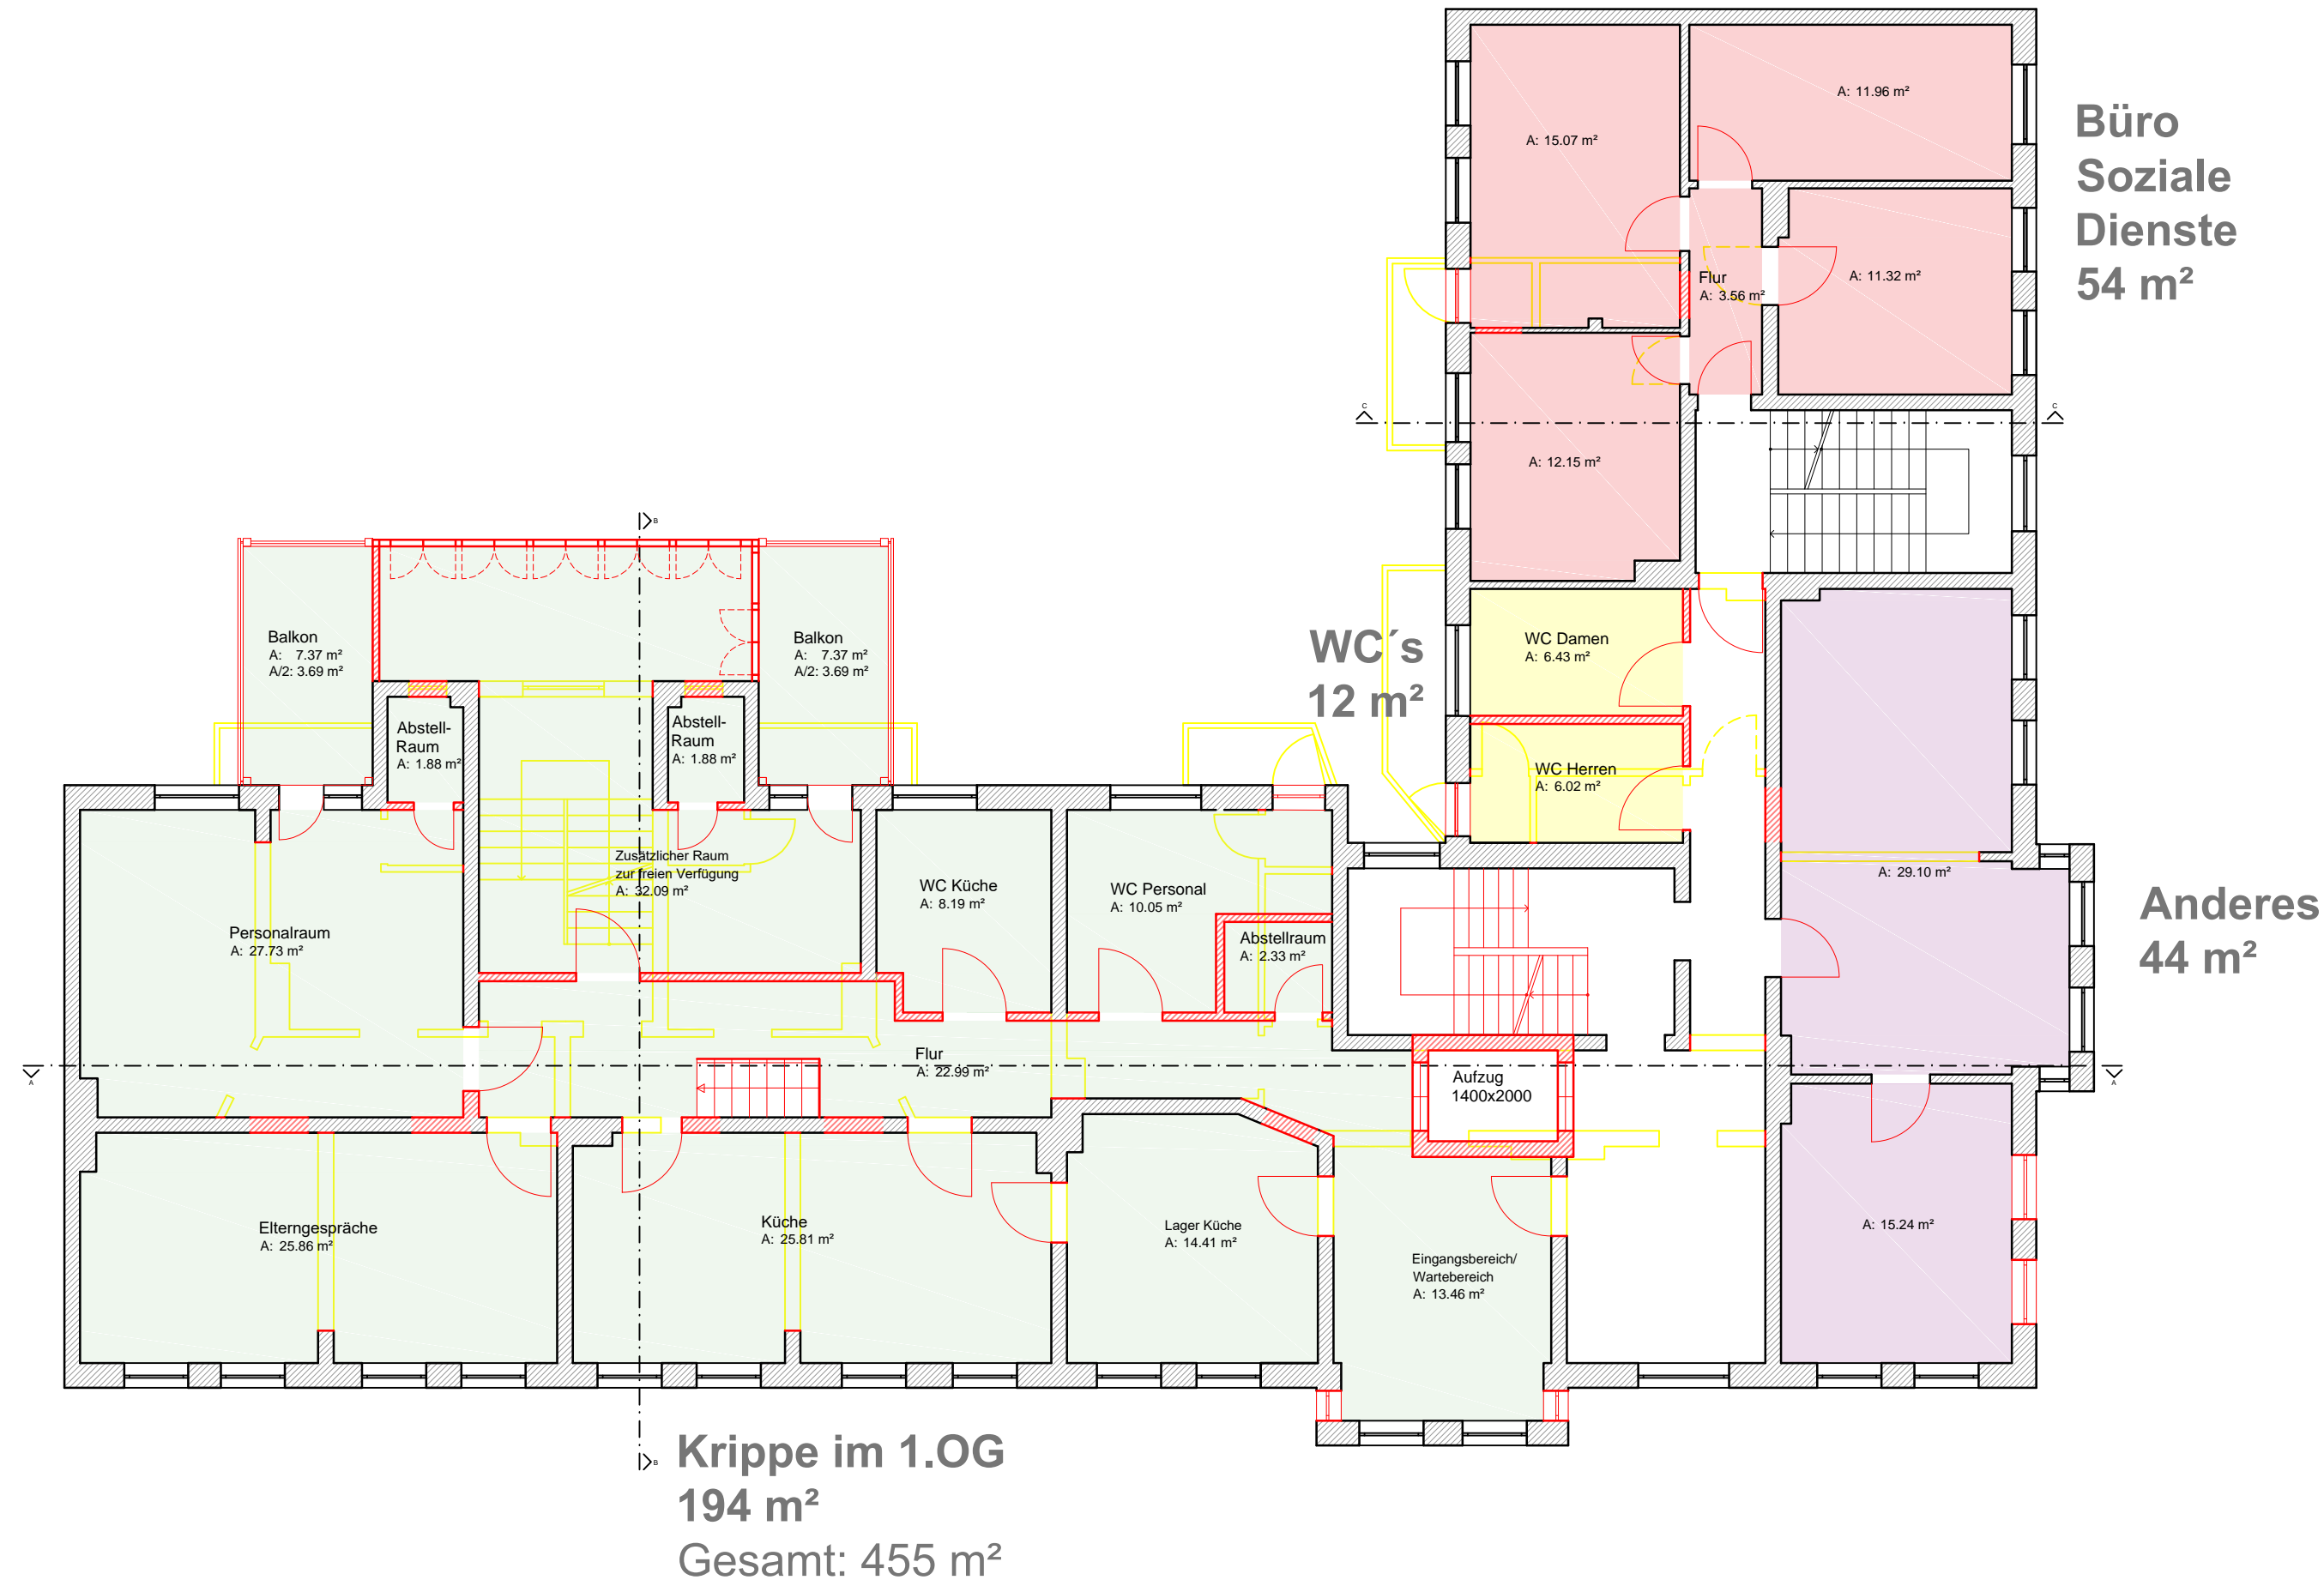 A: 11.96 m²
A: 15.07 m²
Büro
Soziale
Dienste
54 m²
Flur
A: 3.56 m²
A: 11.32 m²
C
C
A: 12.15 m²
B
Balkon
A: 7.37 m²
A/2: 3.69 m²
Balkon
A: 7.37 m²
A/2: 3.69 m²
WC´s
12 m²
WC Damen
A: 6.43 m²
Abstell-
Raum
A: 1.88 m²
Abstell-
Raum
A: 1.88 m²
WC Herren
A: 6.02 m²
Zusätzlicher Raum
zur freien Verfügung
A: 32.09 m²
WC Küche
A: 8.19 m²
WC Personal
A: 10.05 m²
A: 29.10 m²
Anderes
44 m²
Personalraum
A: 27.73 m²
Abstellraum
A: 2.33 m²
Flur
A: 22.99 m²
Aufzug
1400x2000
A
A
Elterngespräche
A: 25.86 m²
Küche
A: 25.81 m²
Lager Küche
A: 14.41 m²
Eingangsbereich/
Wartebereich
A: 13.46 m²
A: 15.24 m²
B
Krippe im 1.OG
194 m²
Gesamt: 455 m²